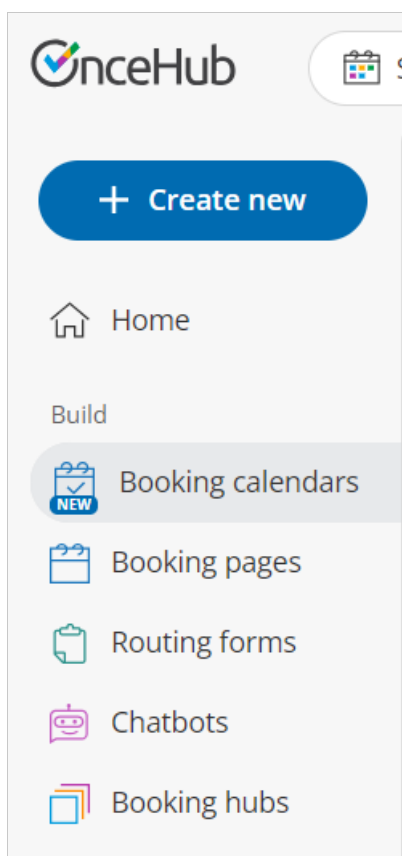 OnceHub
+ Create new
Home
Build
Booking calendars
NEW
Booking pages
Routing forms
Chatbots
Booking hubs